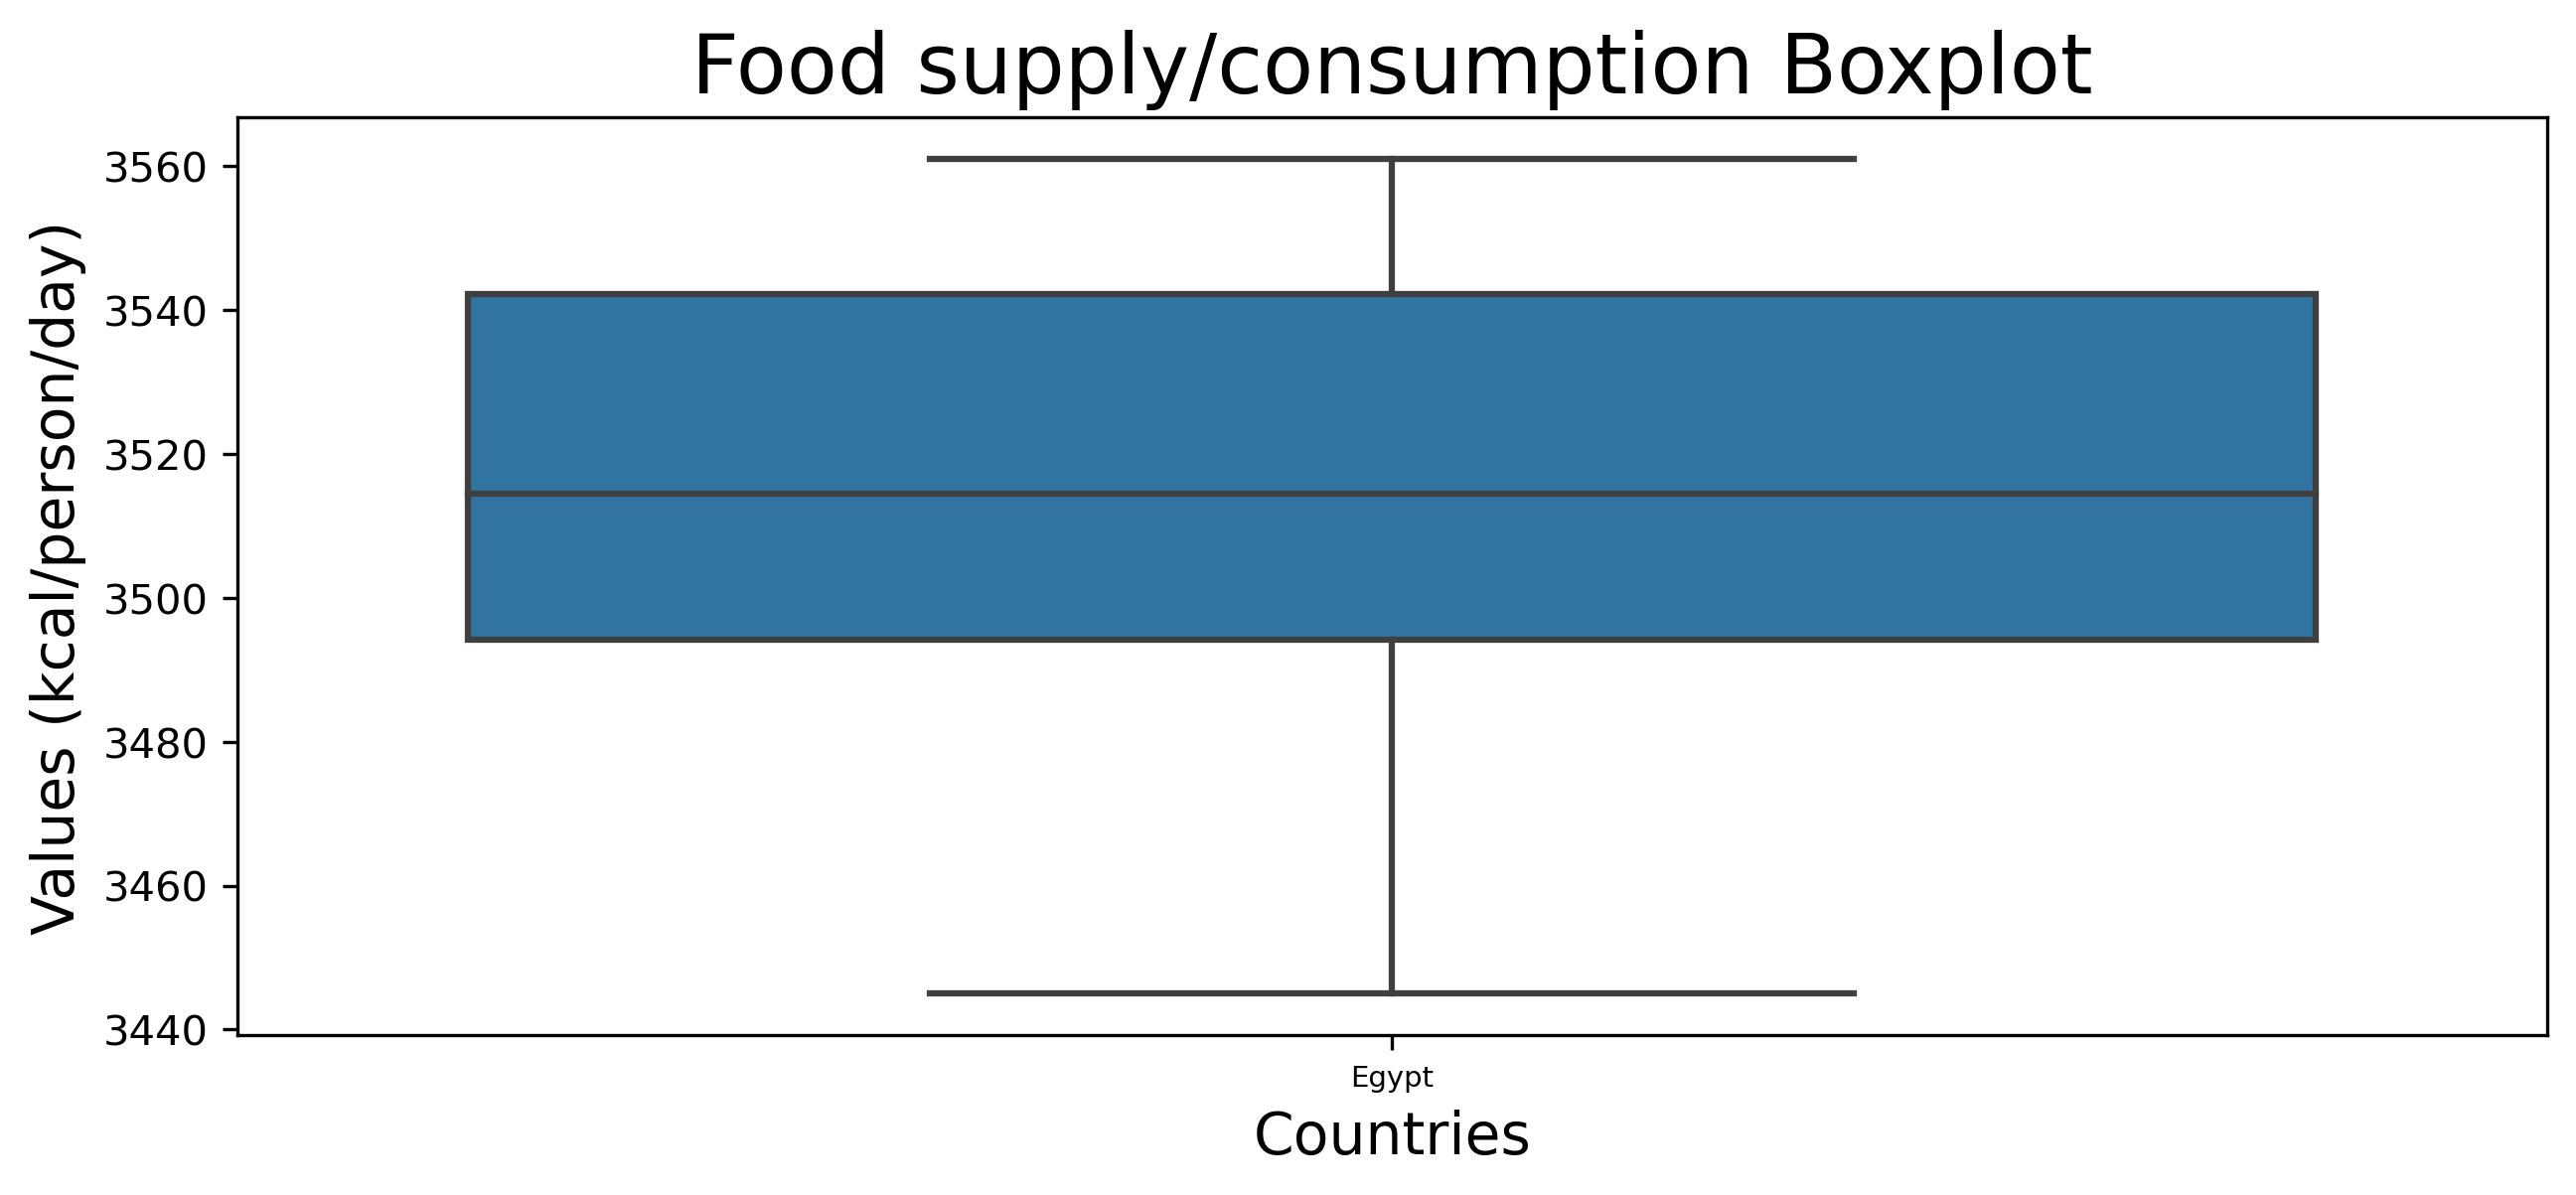 Food supply/consumption Boxplot
Values (kcal/person/day)
3560
3540
3520
3500
3480
3460
3440
Egypt
Countries